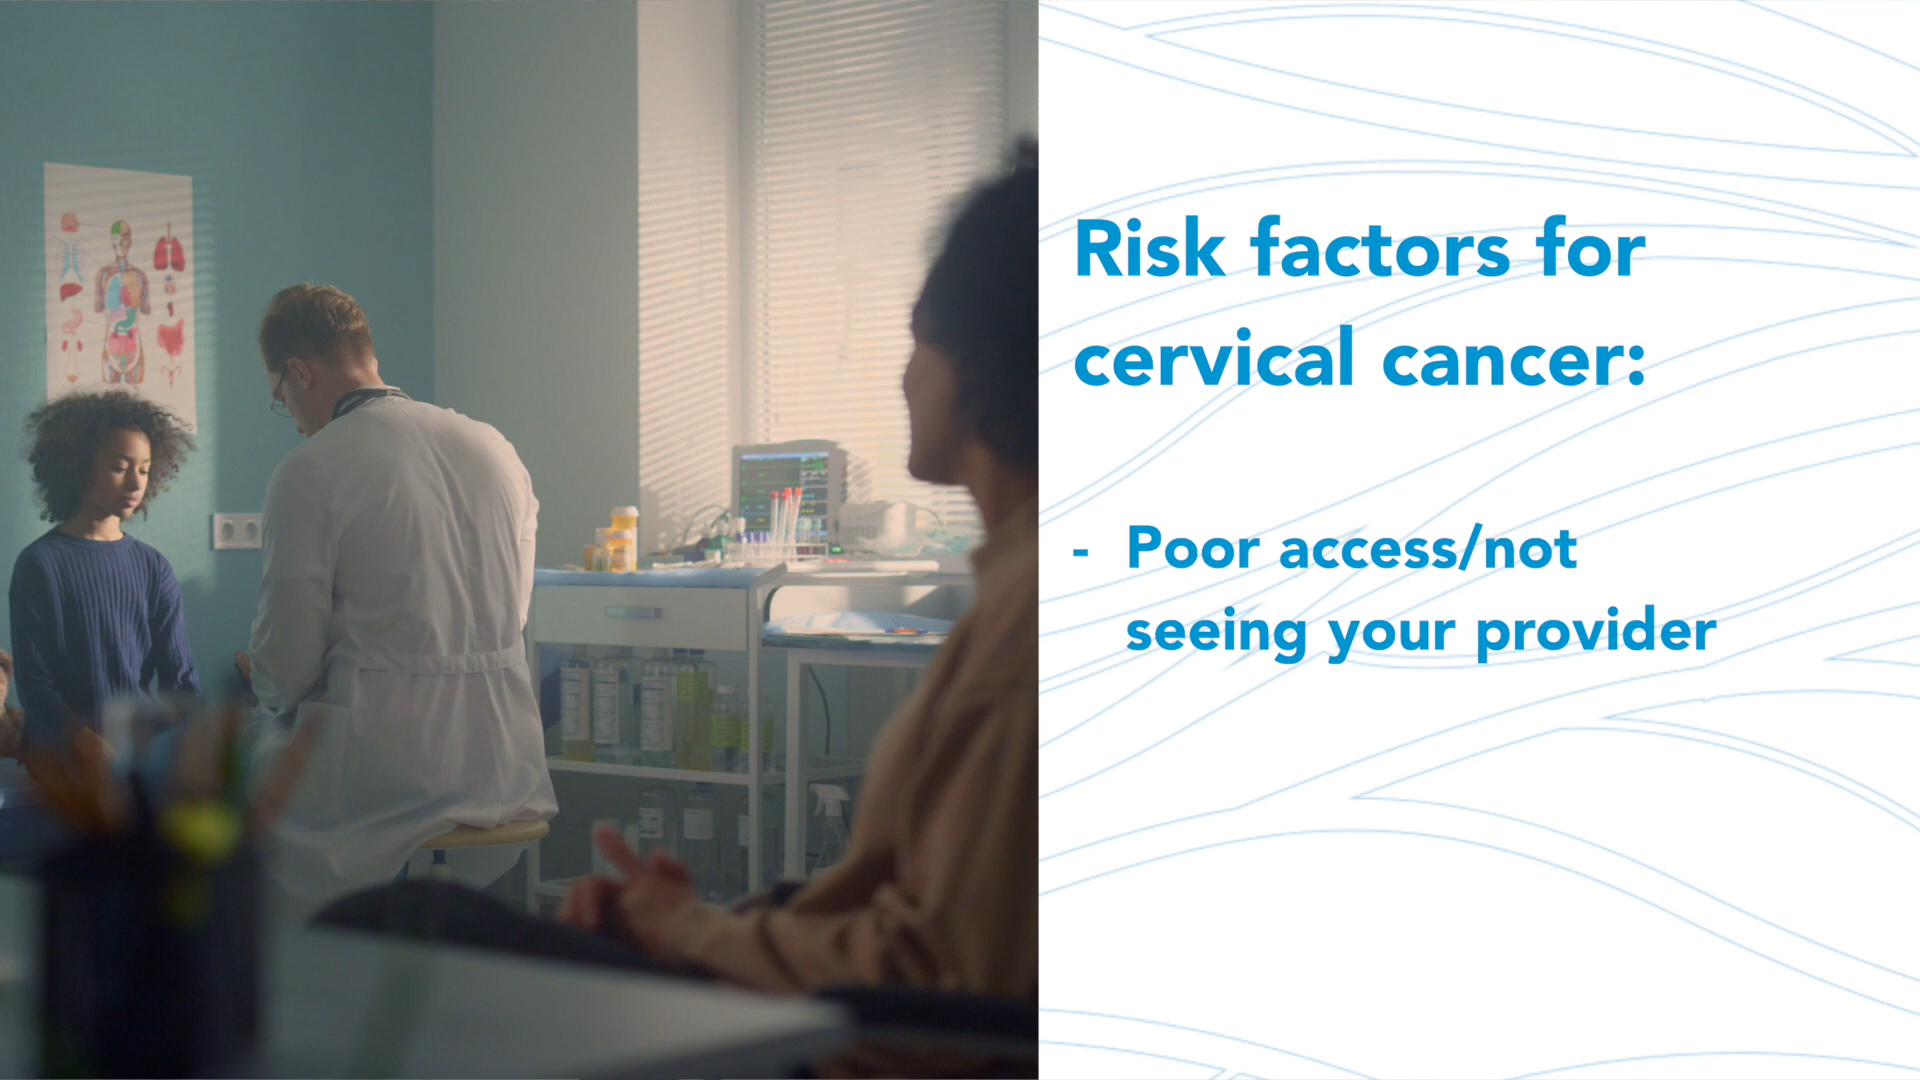 Risk factors for
cervical cancer:
- Poor access/not
seeing your provider